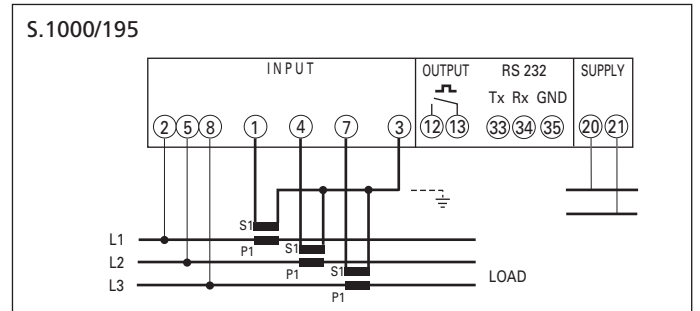 S.1000/195
INPUT OUTPUT RS 232 SUPPLY
Tx Rx GND
2 5 8 1 4 7 3 12 13 33 34 35 20 21
S1
L1 P1 S1
L2 P1 S1 LOAD
L3 P1